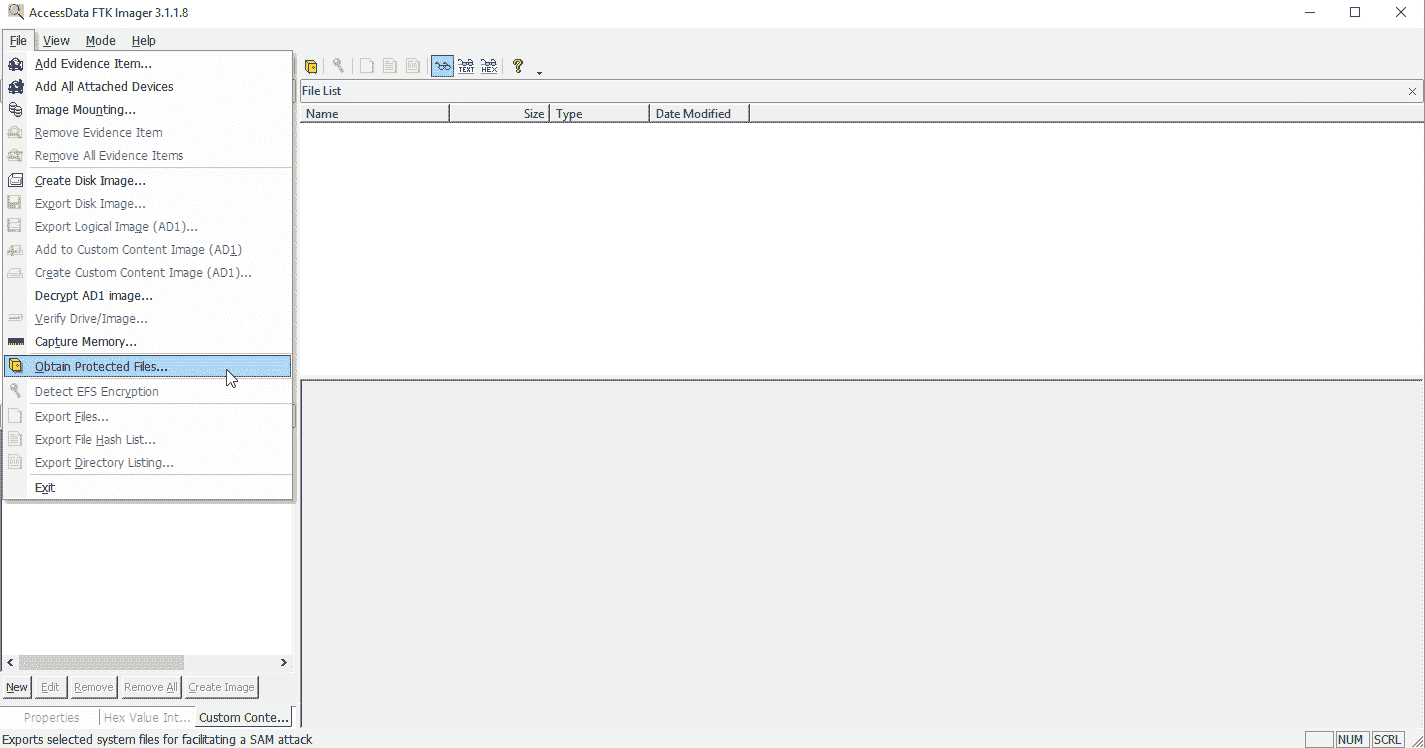 AccessData FTK Imager 3.1.1.8
File View Mode Help
Add Evidence Item...
Add All Attached Devices
Image Mounting...
Remove Evidence Item
Remove All Evidence Items
Create Disk Image...
Export Disk Image...
Export Logical Image (AD1)...
Add to Custom Content Image (AD1)
Create Custom Content Image (AD1)...
Decrypt AD1 image...
Verify Drive/Image...
Capture Memory...
Obtain Protected Files...
Detect EFS Encryption
Export Files...
Export File Hash List...
Export Directory Listing...
Exit
TEXT HEX ?
File List
Name Size Type Date Modified
New Edit Remove Remove All Create Image
Properties Hex Value Int... Custom Conte...
Exports selected system files for facilitating a SAM attack
NUM SCRL